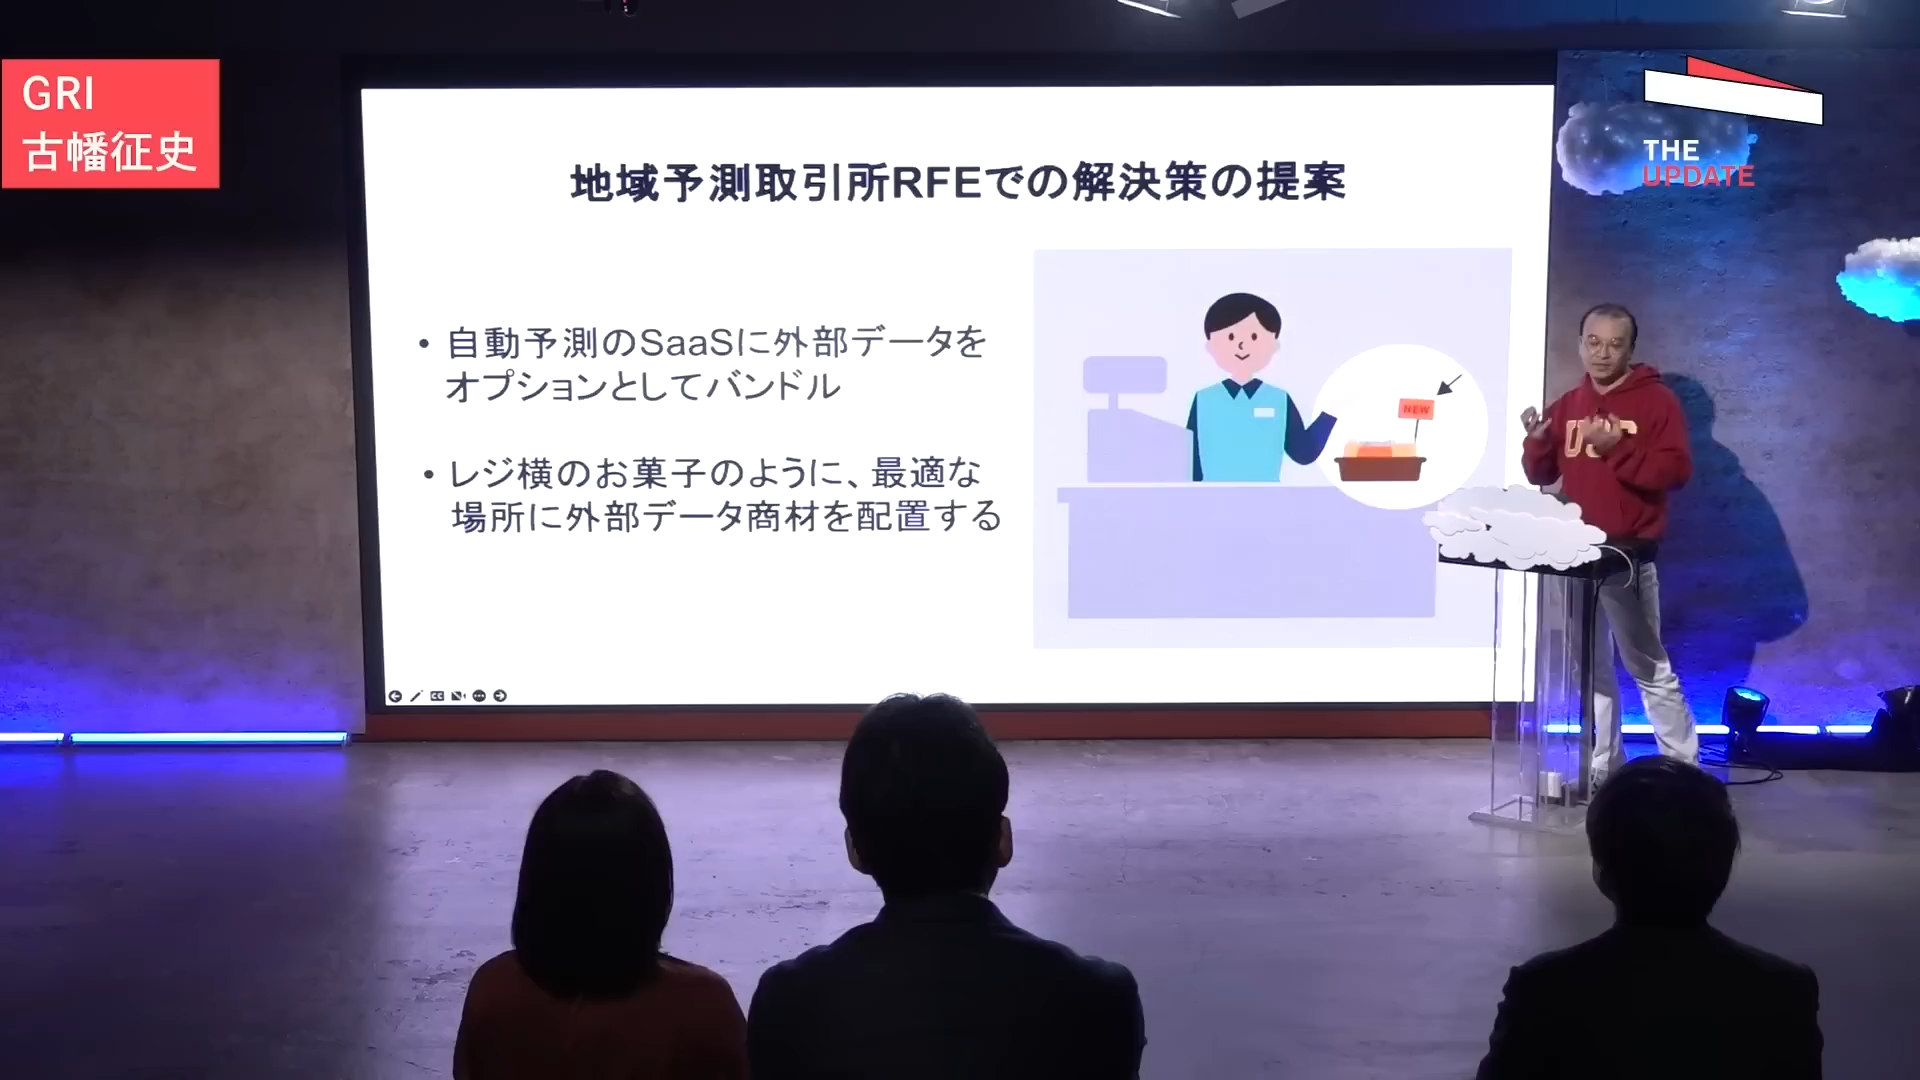 GRI
古幡征史
THE
UPDATE
地域予測取引所RFEでの解決策の提案
• 自動予測のSaaSに外部データを
オプションとしてバンドル
• レジ横のお菓子のように、最適な
場所に外部データ商材を配置する
NEW